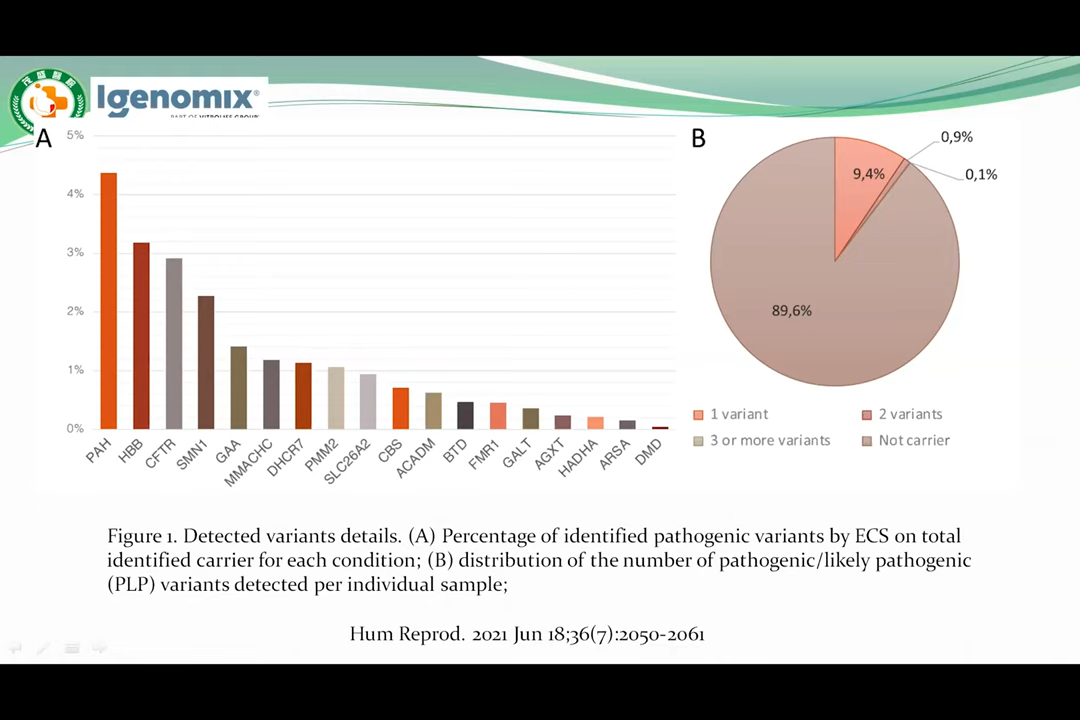 茂盛醫院
Igenomix®
PART OF VITROLIFE GROUP
A
5%
4%
3%
2%
1%
0%
PAH
HBB
CFTR
SMN1
GAA
MMACHC
DHCR7
PMM2
SLC26A2
CBS
ACADM
BTD
FMR1
GALT
AGXT
HADHA
ARSA
DMD
B
0,9%
9,4%
0,1%
89,6%
1 variant
2 variants
3 or more variants
Not carrier
Figure 1. Detected variants details. (A) Percentage of identified pathogenic variants by ECS on total
identified carrier for each condition; (B) distribution of the number of pathogenic/likely pathogenic
(PLP) variants detected per individual sample;
Hum Reprod. 2021 Jun 18;36(7):2050-2061